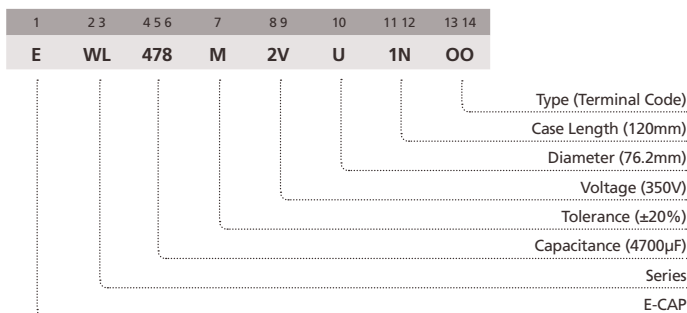 1 2 3 4 5 6 7 8 9 10 11 12 13 14
E WL 478 M 2V U 1N OO
Type (Terminal Code)
Case Length (120mm)
Diameter (76.2mm)
Voltage (350V)
Tolerance (±20%)
Capacitance (4700µF)
Series
E-CAP